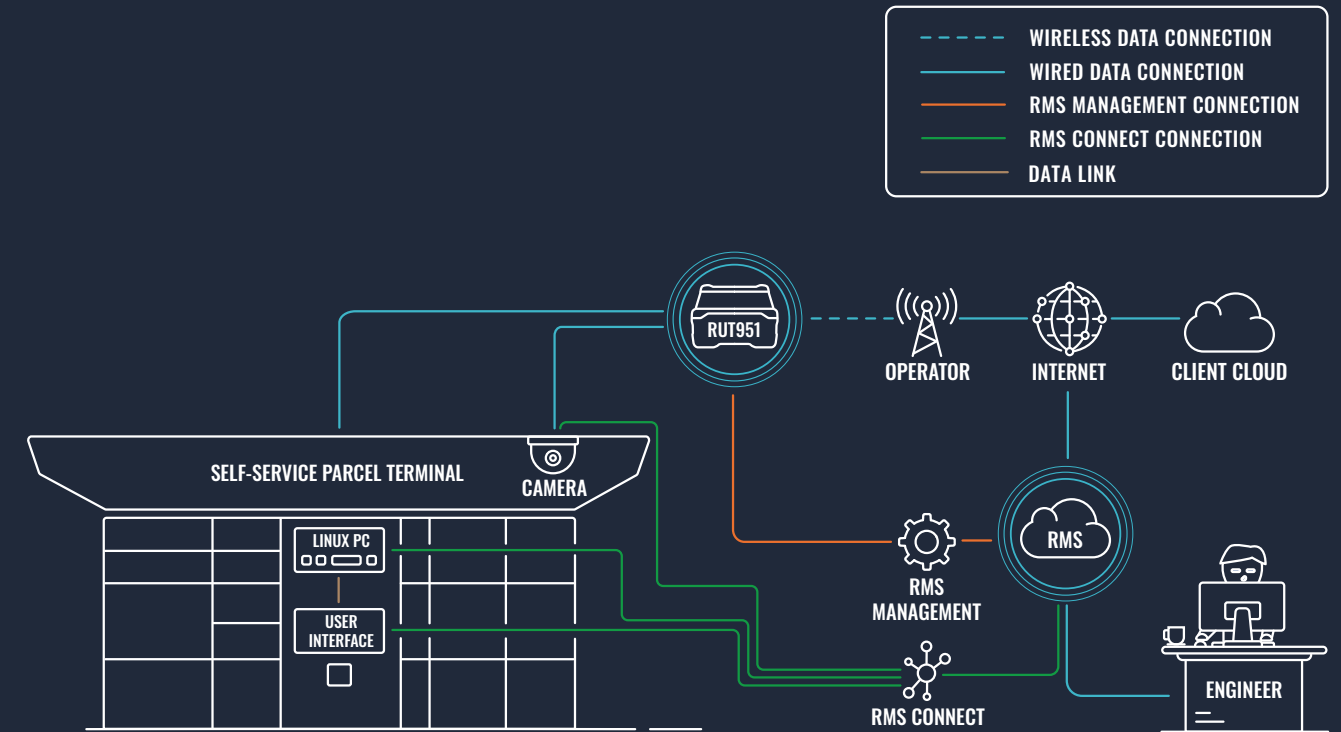 WIRELESS DATA CONNECTION
WIRED DATA CONNECTION
RMS MANAGEMENT CONNECTION
RMS CONNECT CONNECTION
DATA LINK
RUT951
OPERATOR
INTERNET
CLIENT CLOUD
SELF-SERVICE PARCEL TERMINAL
CAMERA
LINUX PC
USER
INTERFACE
RMS
MANAGEMENT
RMS
RMS CONNECT
ENGINEER